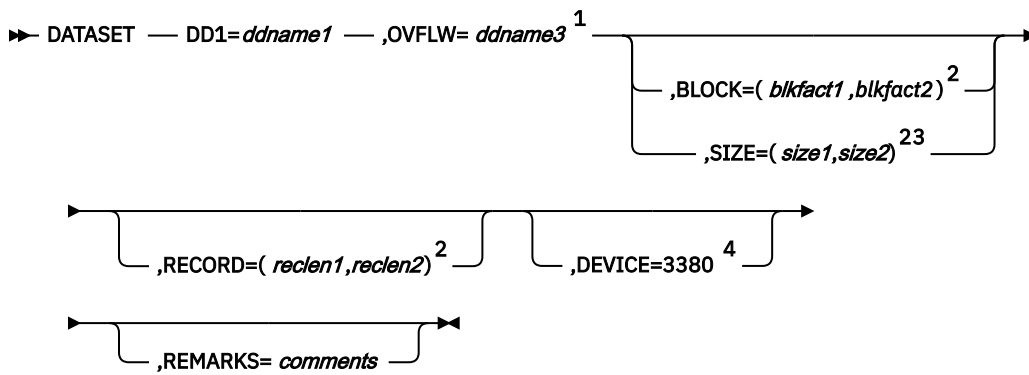 DATASET DD1=ddname1 ,OVFLW= ddname3 1
,BLOCK=( blkfact1 ,blkfact2 ) 2
,SIZE=( size1,size2) 23
,RECORD=( reclen1,reclen2) 2 ,DEVICE=3380 4
,REMARKS= comments